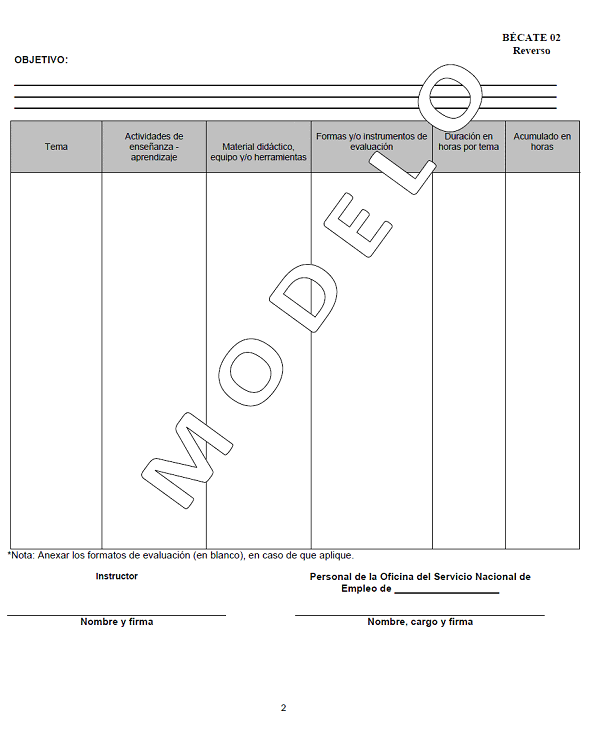 BÉCATE 02
Reverso
OBJETIVO:
Tema
Actividades de
enseñanza -
aprendizaje
Material didáctico,
equipo y/o herramientas
Formas y/o instrumentos de
evaluación
Duración en
horas por tema
Acumulado en
horas
MODELO
*Nota: Anexar los formatos de evaluación (en blanco), en caso de que aplique.
Instructor
Personal de la Oficina del Servicio Nacional de
Empleo de
Nombre y firma
Nombre, cargo y firma
2